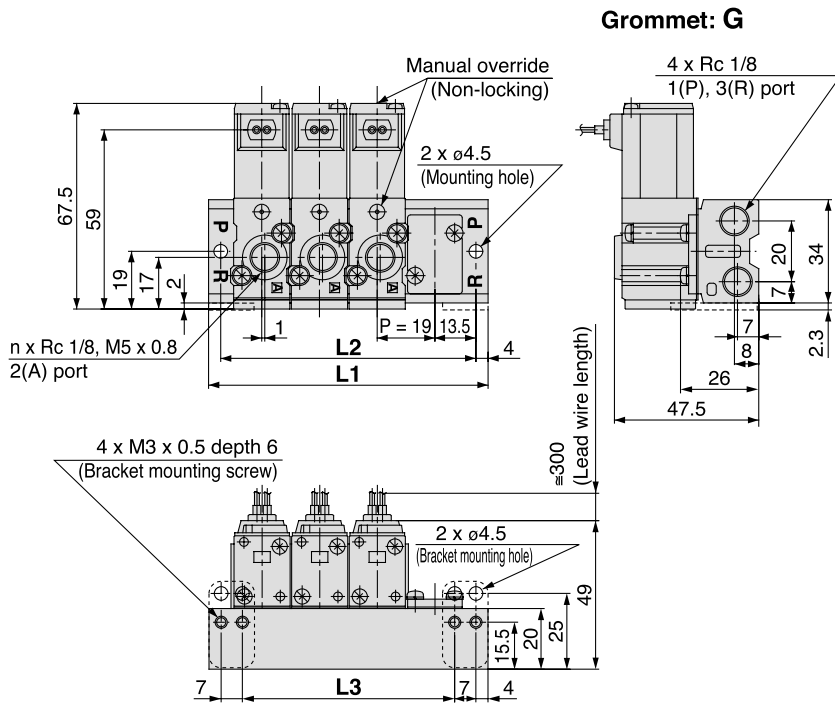 Grommet: G
Manual override
(Non-locking)
4 x Rc 1/8
1(P), 3(R) port
2 x ø4.5
(Mounting hole)
67.5
59
19
17
2
P
R
A
A
A
P
R
1
P = 19
13.5
4
L2
L1
n x Rc 1/8, M5 x 0.8
2(A) port
20
7
34
2.3
7
8
26
47.5
4 x M3 x 0.5 depth 6
(Bracket mounting screw)
≅300
(Lead wire length)
2 x ø4.5
(Bracket mounting hole)
15.5
20
25
49
7
L3
7
4